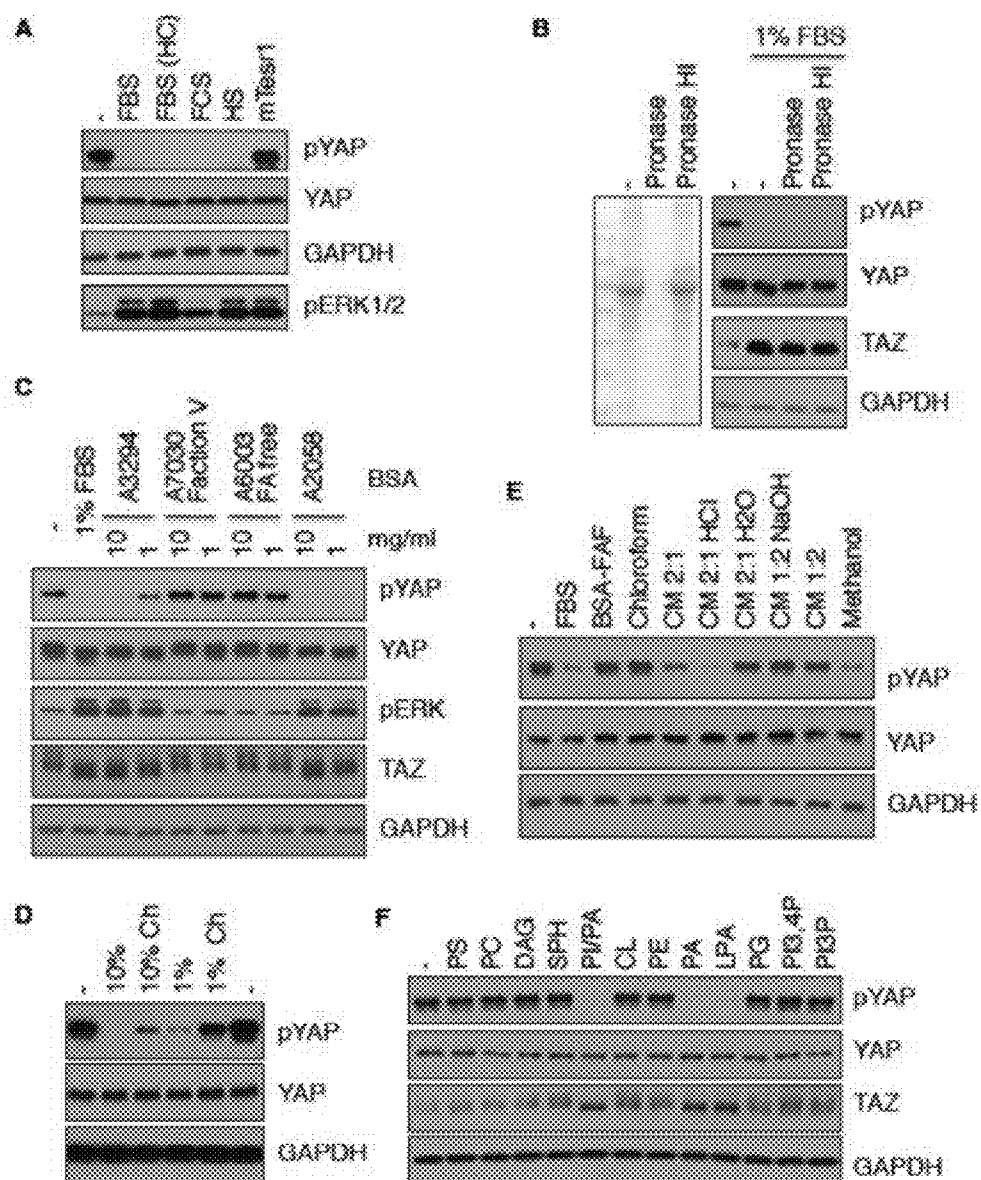 A
-
FBS
FBS (HC)
FCS
HS
mTesr1
pYAP
YAP
GAPDH
pERK1/2
B
1% FBS
-
Pronase
Pronase HI
-
-
Pronase
Pronase HI
pYAP
YAP
TAZ
GAPDH
C
-
1% FBS
A3294
A7030
Faction V
A6003
FAfree
A2058
BSA
10
1
10
1
10
1
10
1
mg/ml
pYAP
YAP
pERK
TAZ
GAPDH
E
-
FBS
BSA-FAF
Chloroform
CM 2:1
CM 2:1 HCl
CM 2:1 H2O
CM 1:2 NaOH
CM 1:2
Methanol
pYAP
YAP
GAPDH
D
-
10%
10% Ch
1%
1% Ch
-
pYAP
YAP
GAPDH
F
-
PS
PC
DAG
SPH
PI/PA
CL
PE
PA
LPA
PG
PI3,4P
PI3P
pYAP
YAP
TAZ
GAPDH